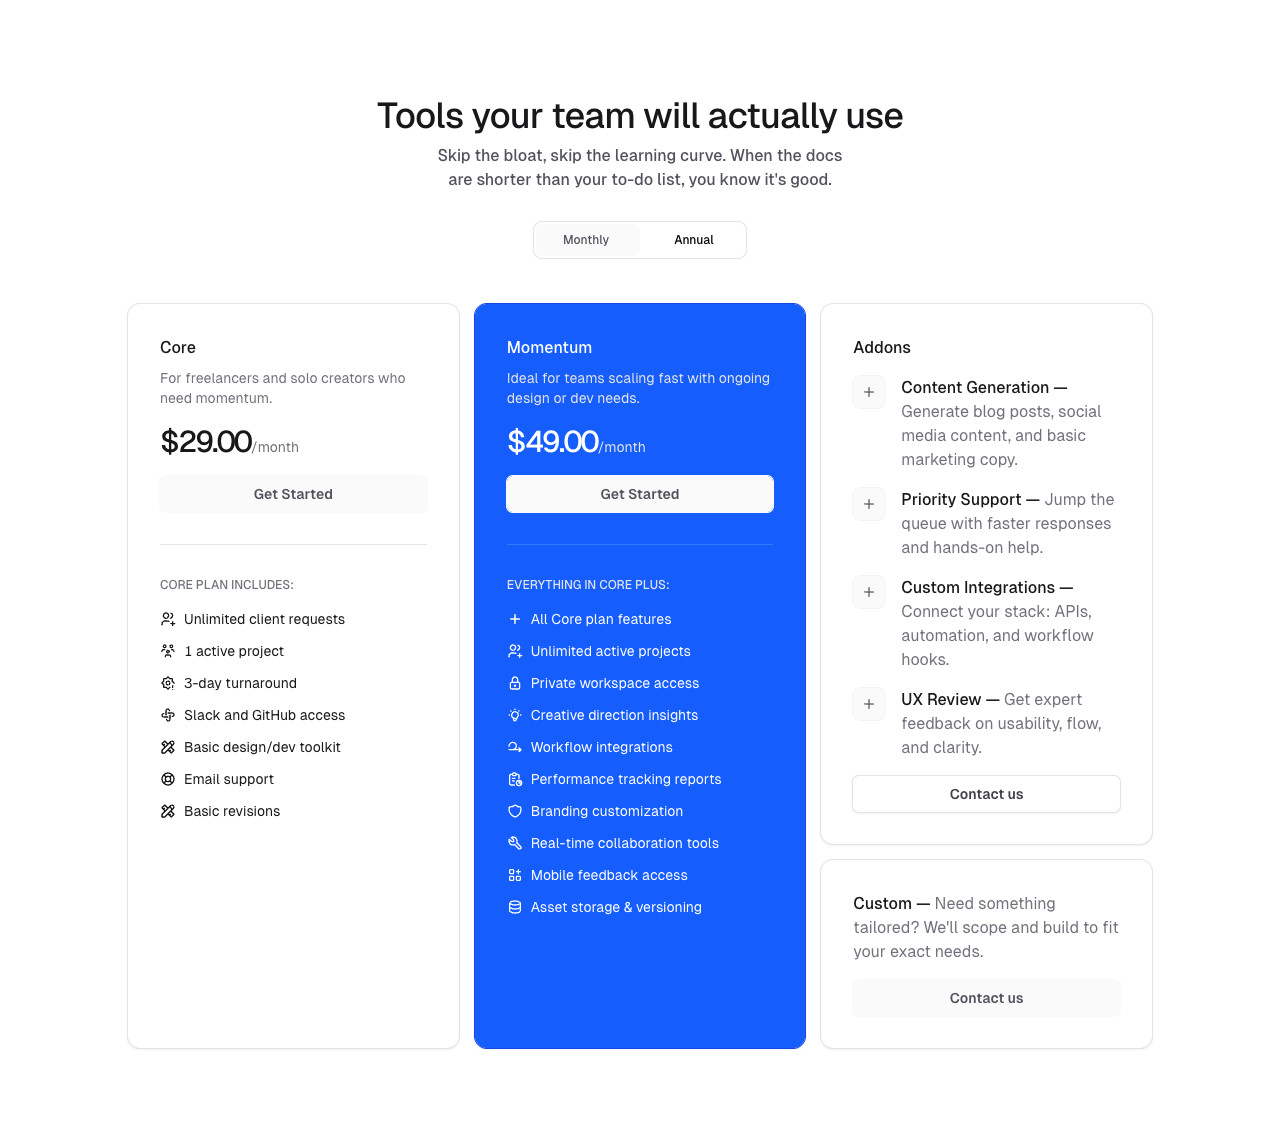 Tools your team will actually use
Skip the bloat, skip the learning curve. When the docs
are shorter than your to-do list, you know it's good.
Monthly
Annual
Core
For freelancers and solo creators who
need momentum.
$29.00/month
Get Started
CORE PLAN INCLUDES:
Unlimited client requests
1 active project
3-day turnaround
Slack and GitHub access
Basic design/dev toolkit
Email support
Basic revisions
Momentum
Ideal for teams scaling fast with ongoing
design or dev needs.
$49.00/month
Get Started
EVERYTHING IN CORE PLUS:
All Core plan features
Unlimited active projects
Private workspace access
Creative direction insights
Workflow integrations
Performance tracking reports
Branding customization
Real-time collaboration tools
Mobile feedback access
Asset storage & versioning
Addons
Content Generation —
Generate blog posts, social
media content, and basic
marketing copy.
Priority Support — Jump the
queue with faster responses
and hands-on help.
Custom Integrations —
Connect your stack: APIs,
automation, and workflow
hooks.
UX Review — Get expert
feedback on usability, flow,
and clarity.
Contact us
Custom — Need something
tailored? We'll scope and build to fit
your exact needs.
Contact us